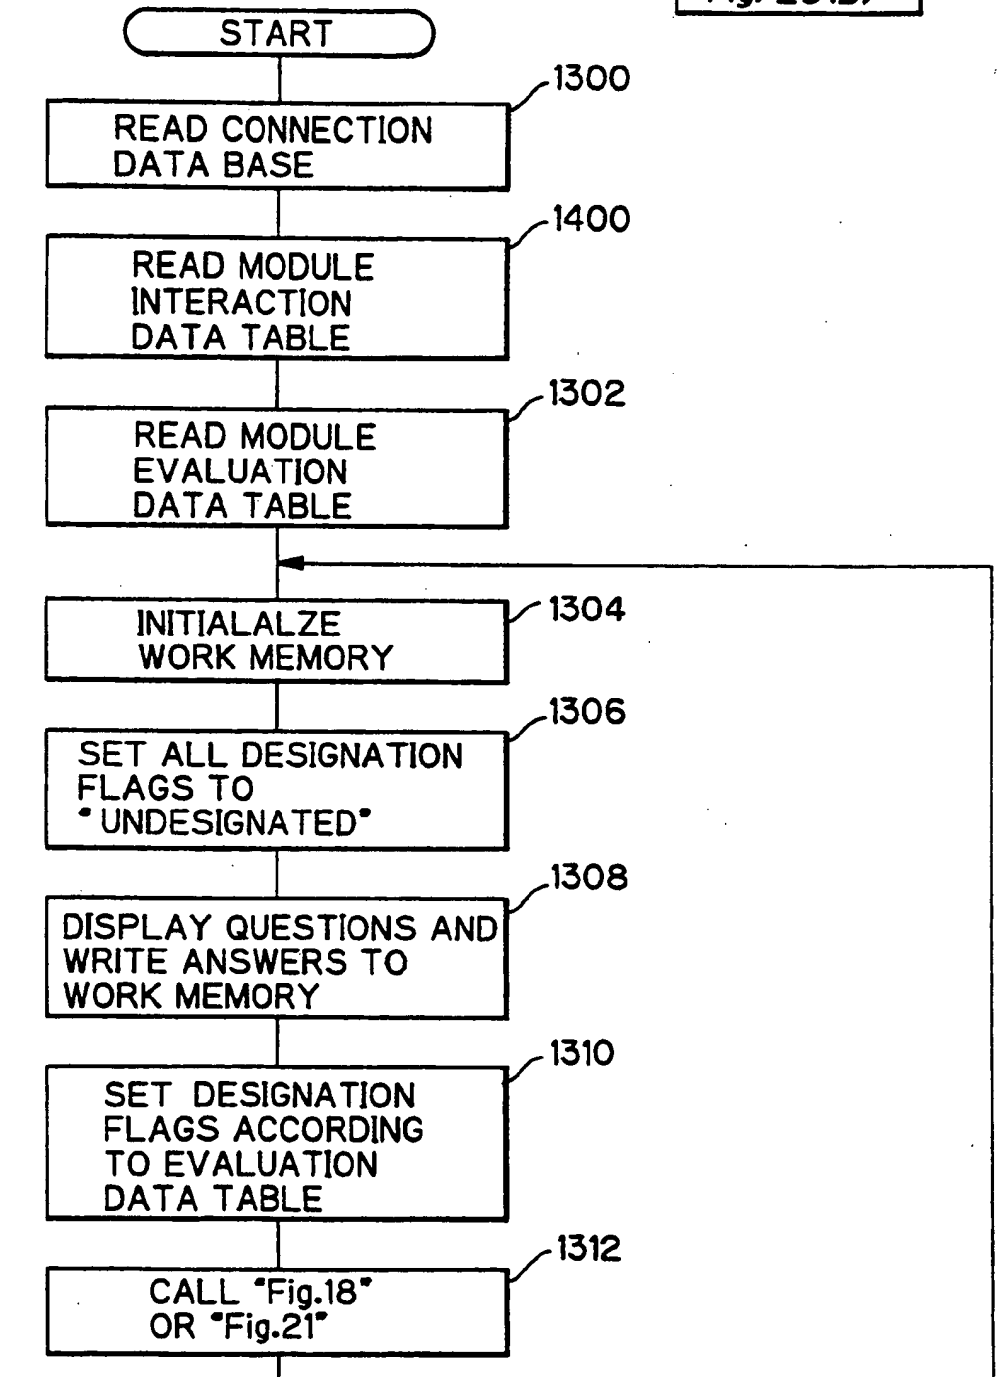 START
1300
READ CONNECTION
DATA BASE
1400
READ MODULE
INTERACTION
DATA TABLE
1302
READ MODULE
EVALUATION
DATA TABLE
1304
INITIALALZE
WORK MEMORY
1306
SET ALL DESIGNATION
FLAGS TO
"UNDESIGNATED"
1308
DISPLAY QUESTIONS AND
WRITE ANSWERS TO
WORK MEMORY
1310
SET DESIGNATION
FLAGS ACCORDING
TO EVALUATION
DATA TABLE
1312
CALL "Fig.18"
OR "Fig.21"